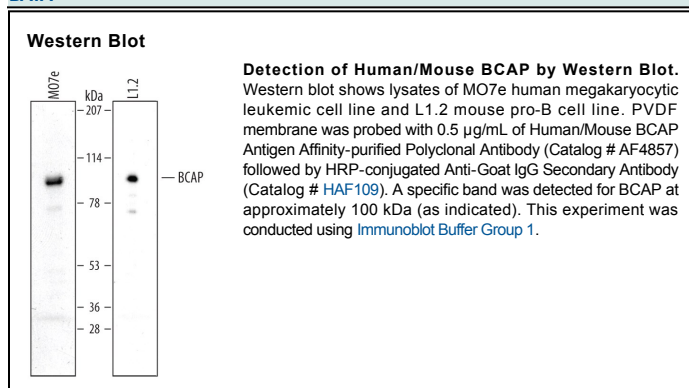 Western Blot
MO7e
kDa
L1.2
207
114
BCAP
78
53
36
28
Detection of Human/Mouse BCAP by Western Blot.
Western blot shows lysates of MO7e human megakaryocytic
leukemic cell line and L1.2 mouse pro-B cell line. PVDF
membrane was probed with 0.5 µg/mL of Human/Mouse BCAP
Antigen Affinity-purified Polyclonal Antibody (Catalog # AF4857)
followed by HRP-conjugated Anti-Goat IgG Secondary Antibody
(Catalog # HAF109). A specific band was detected for BCAP at
approximately 100 kDa (as indicated). This experiment was
conducted using Immunoblot Buffer Group 1.